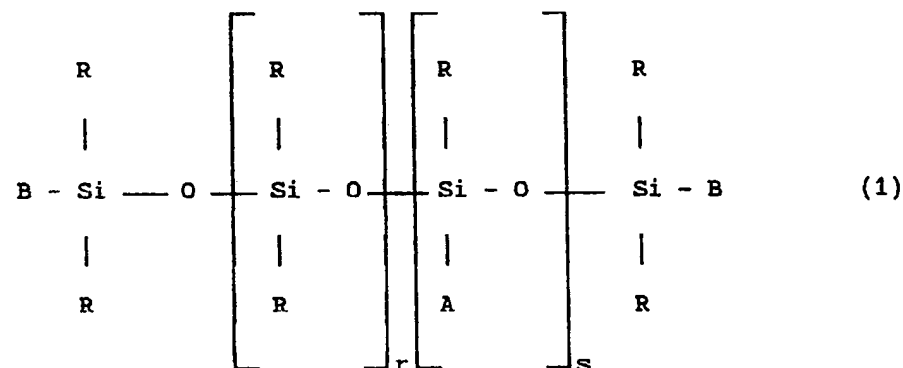 R R R R
| | | |
B - Si — O — Si - O — Si - O — Si - B (1)
| | | |
R R A R
r s